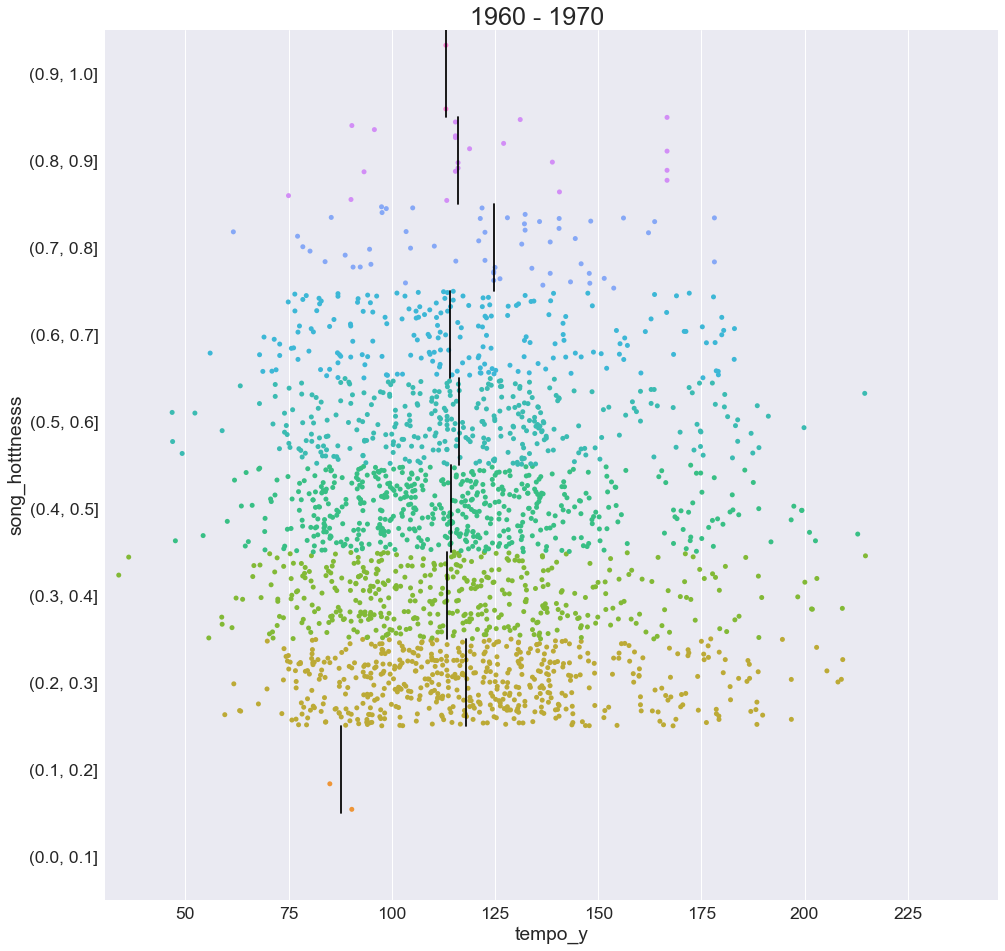 1960 - 1970
(0.9, 1.0]
(0.8, 0.9]
(0.7, 0.8]
(0.6, 0.7]
(0.5, 0.6]
(0.4, 0.5]
(0.3, 0.4]
(0.2, 0.3]
(0.1, 0.2]
(0.0, 0.1]
song_hotttnesss
50 75 100 125 150 175 200 225
tempo_y